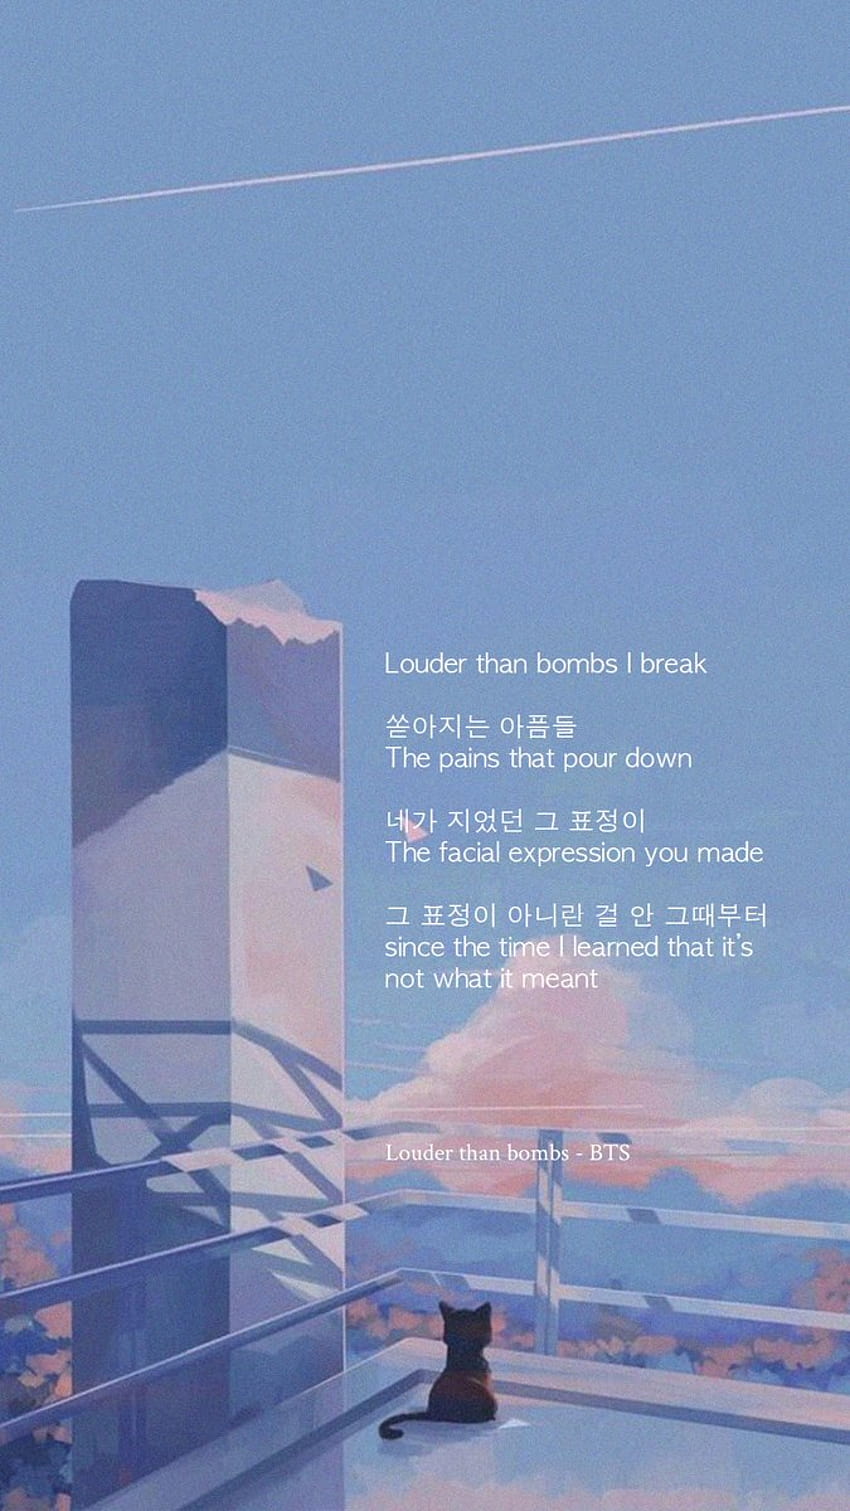 Louder than bombs I break
쏟아지는 아픔들
The pains that pour down
네가 지었던 그 표정이
The facial expression you made
그 표정이 아니란 걸 안 그때부터
since the time I learned that it's
not what it meant
Louder than bombs - BTS